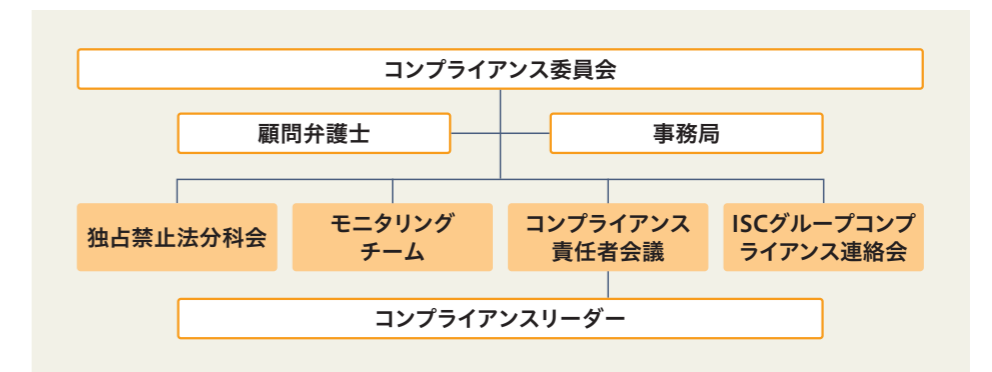 コンプライアンス委員会
顧問弁護士
事務局
独占禁止法分科会
モニタリング
チーム
コンプライアンス
責任者会議
ISCグループコンプ
ライアンス連絡会
コンプライアンスリーダー